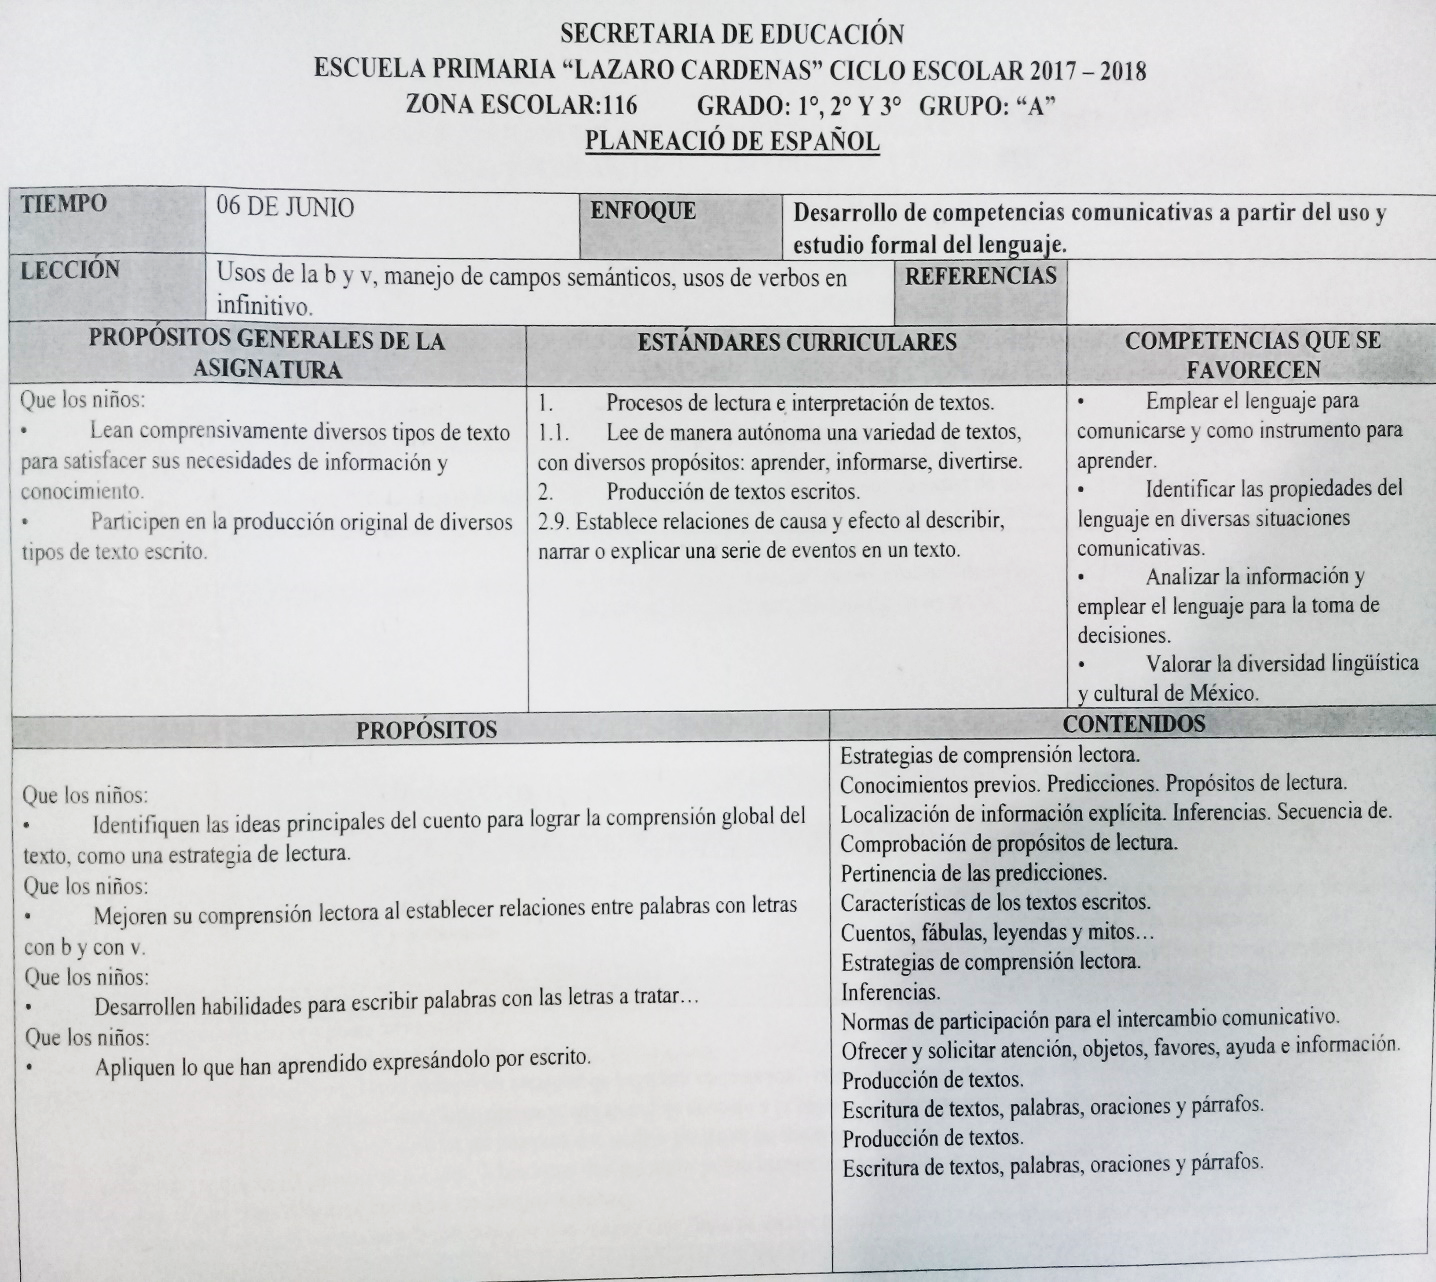 SECRETARIA DE EDUCACIÓN
ESCUELA PRIMARIA “LAZARO CARDENAS” CICLO ESCOLAR 2017 – 2018
ZONA ESCOLAR:116 GRADO: 1°, 2° Y 3° GRUPO: “A”
PLANEACIÓ DE ESPAÑOL
TIEMPO
06 DE JUNIO
ENFOQUE
Desarrollo de competencias comunicativas a partir del uso y
estudio formal del lenguaje.
LECCIÓN
Usos de la b y v, manejo de campos semánticos, usos de verbos en
infinitivo.
REFERENCIAS
PROPÓSITOS GENERALES DE LA
ASIGNATURA
Que los niños:
• Lean comprensivamente diversos tipos de texto
para satisfacer sus necesidades de información y
conocimiento.
• Participen en la producción original de diversos
tipos de texto escrito.
ESTÁNDARES CURRICULARES
1. Procesos de lectura e interpretación de textos.
1.1. Lee de manera autónoma una variedad de textos,
con diversos propósitos: aprender, informarse, divertirse.
2. Producción de textos escritos.
2.9. Establece relaciones de causa y efecto al describir,
narrar o explicar una serie de eventos en un texto.
COMPETENCIAS QUE SE
FAVORECEN
• Emplear el lenguaje para
comunicarse y como instrumento para
aprender.
• Identificar las propiedades del
lenguaje en diversas situaciones
comunicativas.
• Analizar la información y
emplear el lenguaje para la toma de
decisiones.
• Valorar la diversidad lingüística
y cultural de México.
PROPÓSITOS
Que los niños:
• Identifiquen las ideas principales del cuento para lograr la comprensión global del
texto, como una estrategia de lectura.
Que los niños:
• Mejoren su comprensión lectora al establecer relaciones entre palabras con letras
con b y con v.
Que los niños:
• Desarrollen habilidades para escribir palabras con las letras a tratar…
Que los niños:
• Apliquen lo que han aprendido expresándolo por escrito.
CONTENIDOS
Estrategias de comprensión lectora.
Conocimientos previos. Predicciones. Propósitos de lectura.
Localización de información explícita. Inferencias. Secuencia de.
Comprobación de propósitos de lectura.
Pertinencia de las predicciones.
Características de los textos escritos.
Cuentos, fábulas, leyendas y mitos…
Estrategias de comprensión lectora.
Inferencias.
Normas de participación para el intercambio comunicativo.
Ofrecer y solicitar atención, objetos, favores, ayuda e información.
Producción de textos.
Escritura de textos, palabras, oraciones y párrafos.
Producción de textos.
Escritura de textos, palabras, oraciones y párrafos.